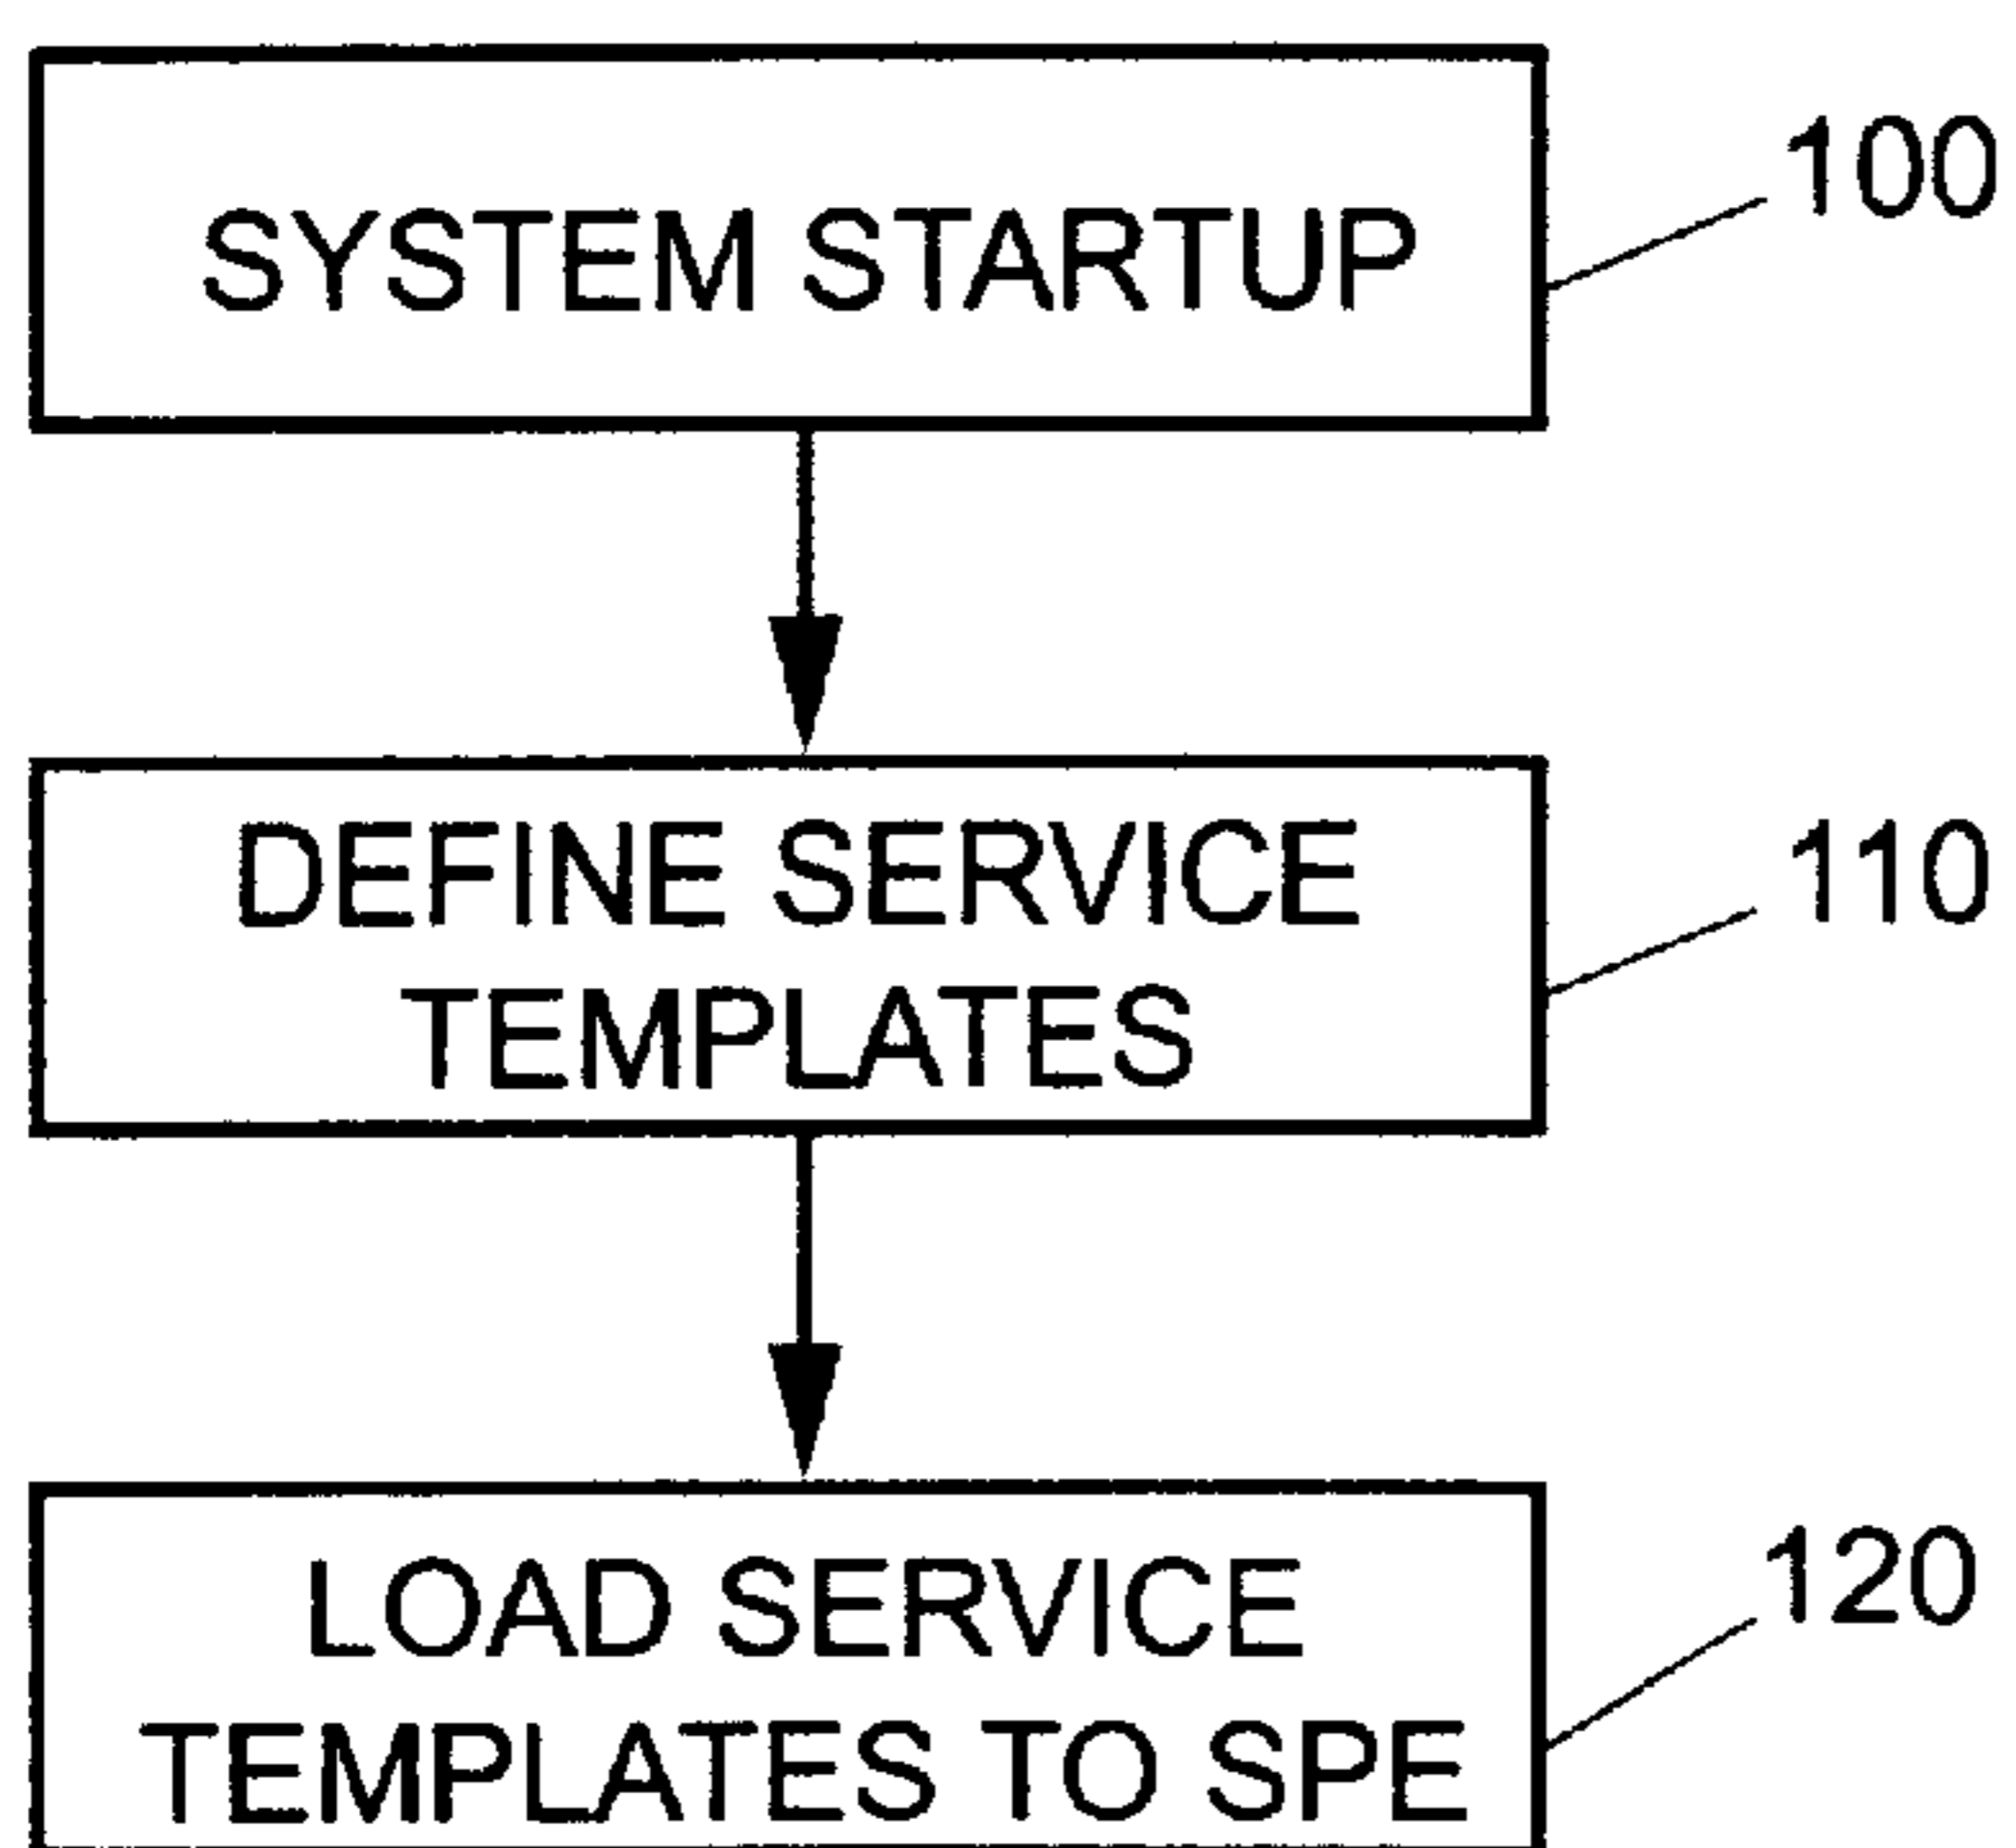 SYSTEM STARTUP
100
DEFINE SERVICE
TEMPLATES
110
LOAD SERVICE
TEMPLATES TO SPE
120